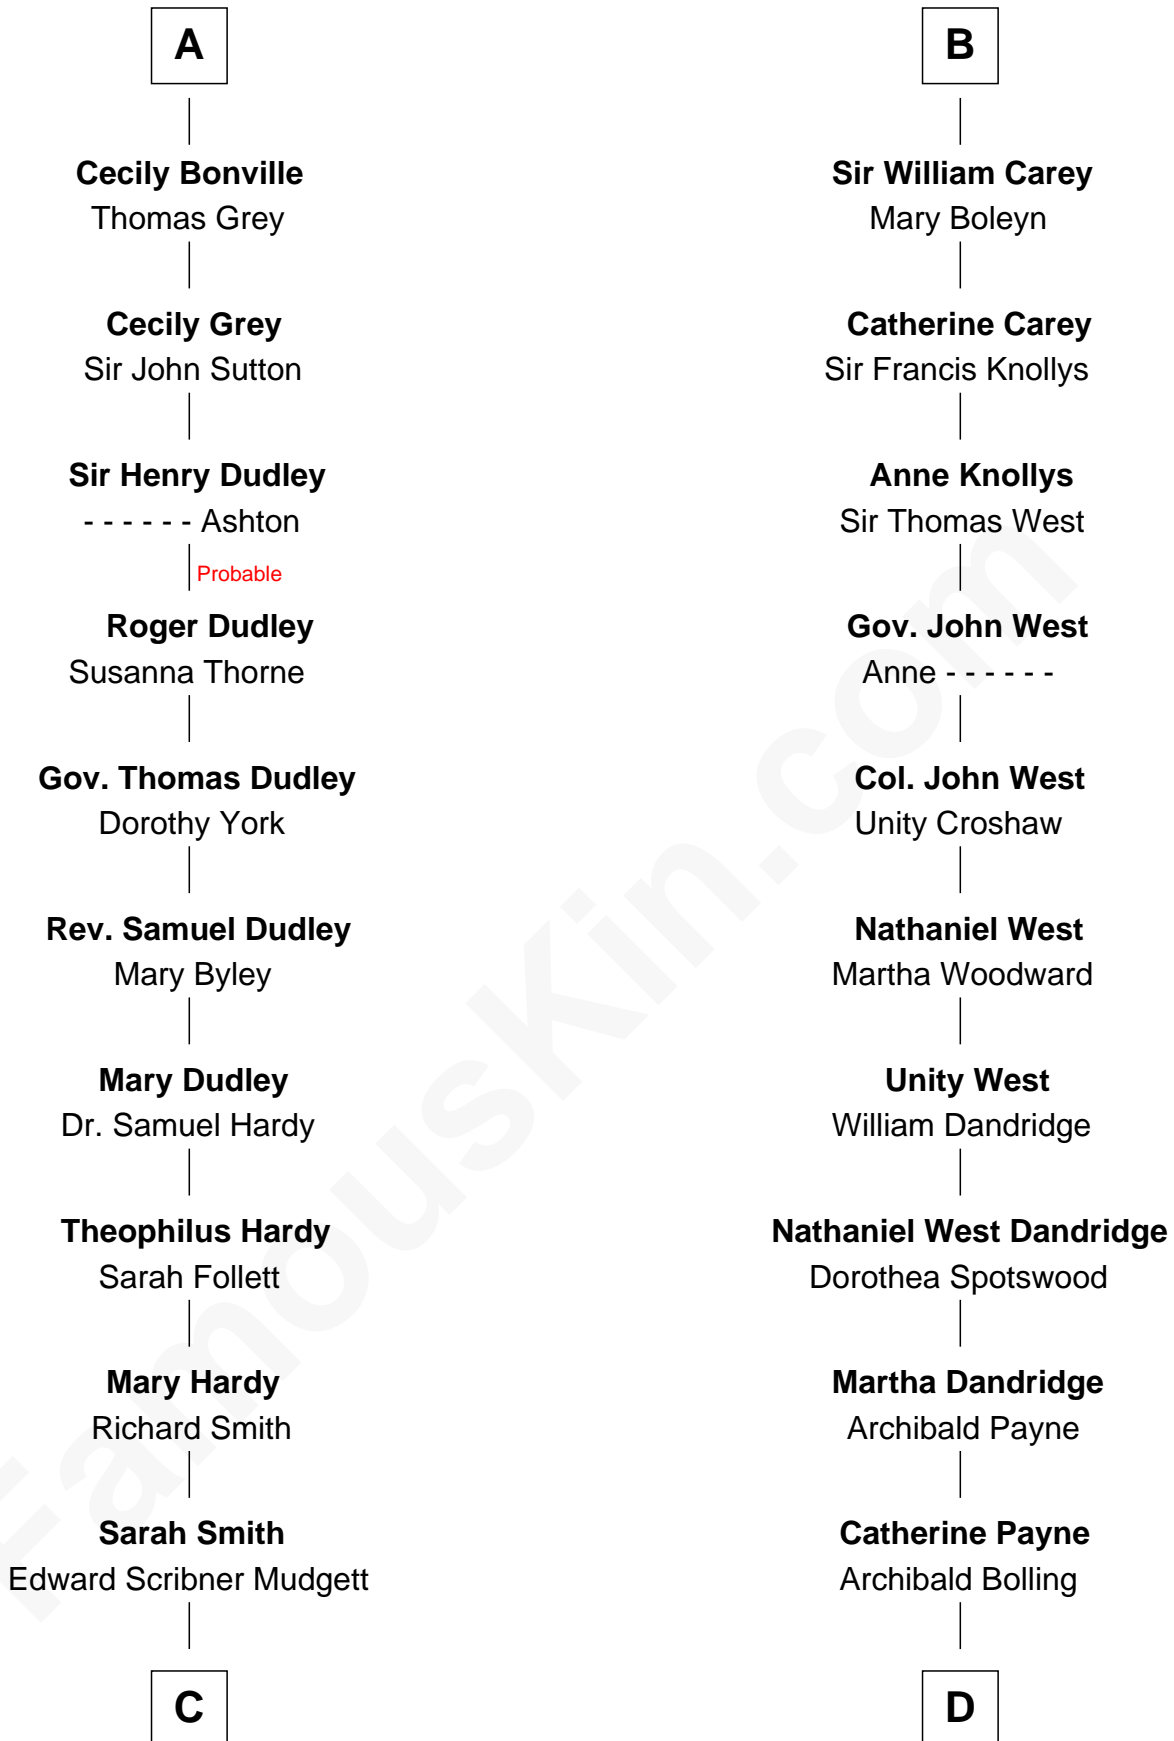 A
Cecily Bonville
Thomas Grey
Cecily Grey
Sir John Sutton
Sir Henry Dudley
- - - - - - Ashton
Probable
Roger Dudley
Susanna Thorne
Gov. Thomas Dudley
Dorothy York
Rev. Samuel Dudley
Mary Byley
Mary Dudley
Dr. Samuel Hardy
Theophilus Hardy
Sarah Follett
Mary Hardy
Richard Smith
Sarah Smith
Edward Scribner Mudgett
C
B
Sir William Carey
Mary Boleyn
Catherine Carey
Sir Francis Knollys
Anne Knollys
Sir Thomas West
Gov. John West
Anne - - - - - -
Col. John West
Unity Croshaw
Nathaniel West
Martha Woodward
Unity West
William Dandridge
Nathaniel West Dandridge
Dorothea Spotswood
Martha Dandridge
Archibald Payne
Catherine Payne
Archibald Bolling
D
FamousKin.com